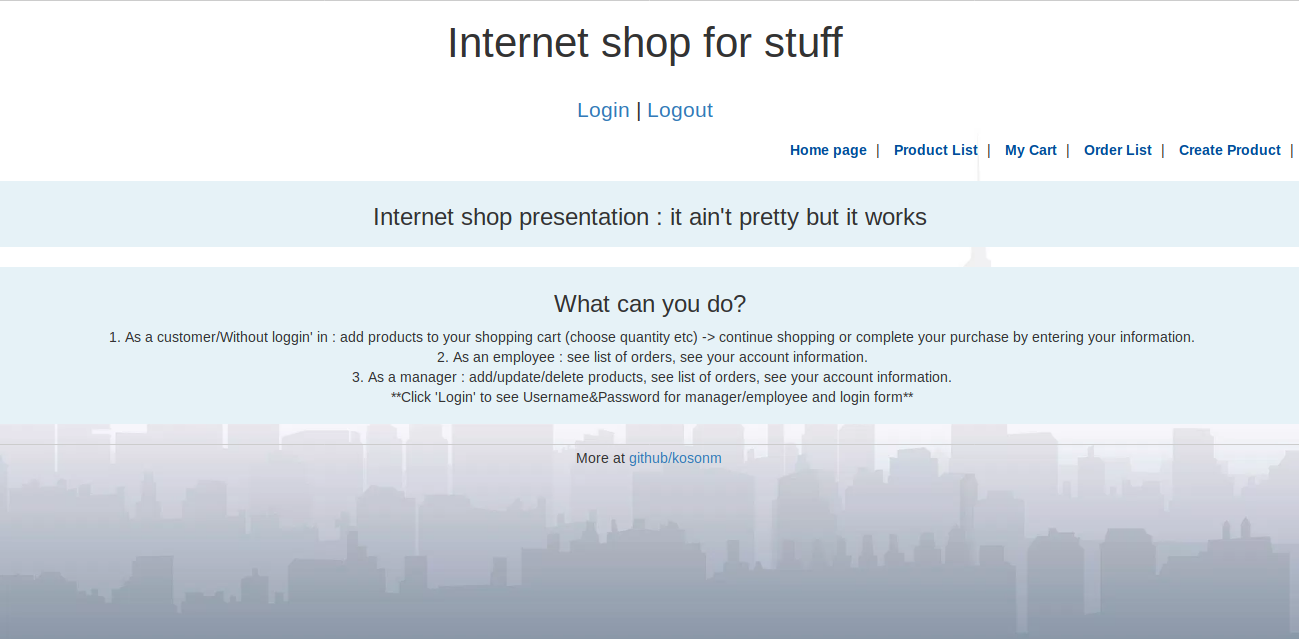 Internet shop for stuff
Login | Logout
Home page | Product List | My Cart | Order List | Create Product |
Internet shop presentation : it ain't pretty but it works
What can you do?
1. As a customer/Without loggin' in : add products to your shopping cart (choose quantity etc) -> continue shopping or complete your purchase by entering your information.
2. As an employee : see list of orders, see your account information.
3. As a manager : add/update/delete products, see list of orders, see your account information.
**Click 'Login' to see Username&Password for manager/employee and login form**
More at github/kosonm